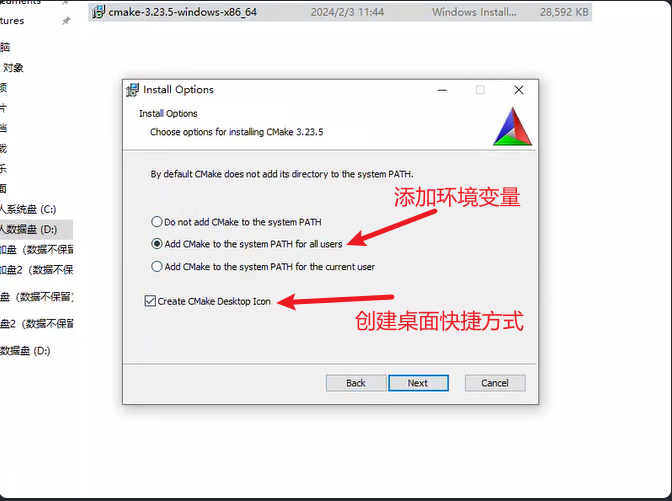 cmake-3.23.5-windows-x86_64 2024/2/3 11:44 Windows Install... 28,592 KB
tures
脑
对象
频
片
档
载
乐
面
人系统盘 (C:)
人数据盘 (D:)
加盘 (数据不保留
加盘2 (数据不保留
盘 (数据不保留)
盘2 (数据不保留
数据盘 (D:)
Install Options
Install Options
Choose options for installing CMake 3.23.5
By default CMake does not add its directory to the system PATH.
添加环境变量
Do not add CMake to the system PATH
Add CMake to the system PATH for all users
Add CMake to the system PATH for the current user
Create CMake Desktop Icon
创建桌面快捷方式
Back Next Cancel